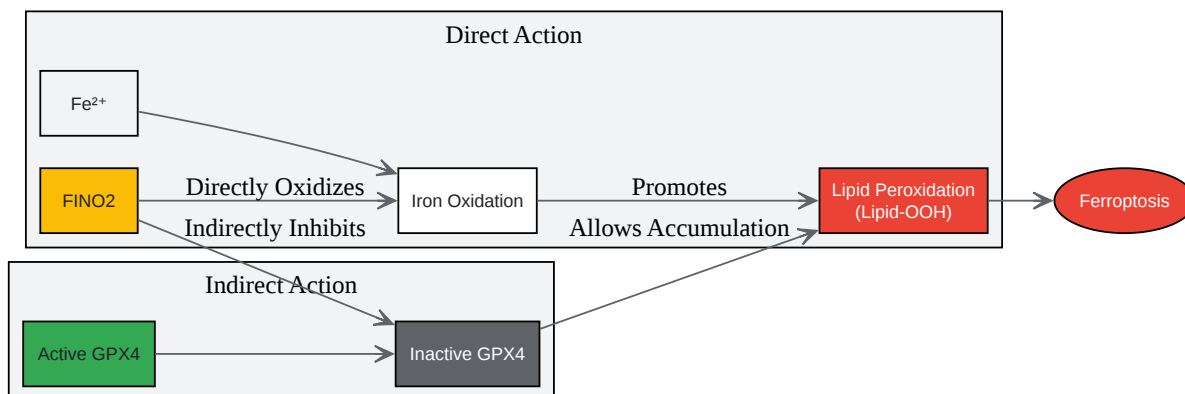 Direct Action
Fe²⁺
FINO2
Directly Oxidizes
Indirectly Inhibits
Iron Oxidation
Promotes
Allows Accumulation
Lipid Peroxidation
(Lipid-OOH)
Ferroptosis
Indirect Action
Active GPX4
Inactive GPX4